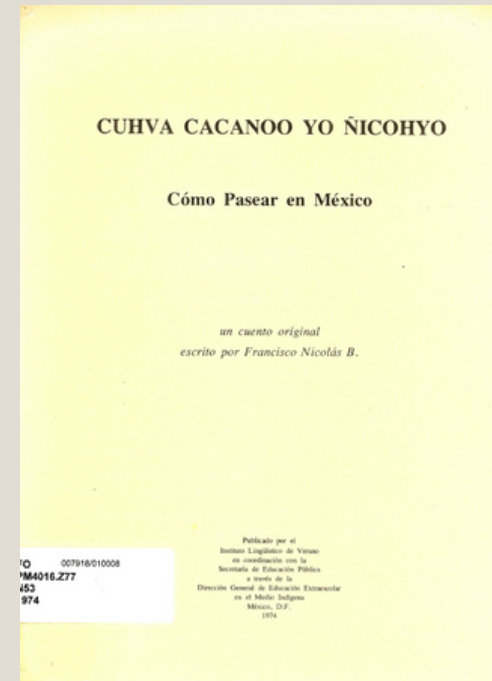 CUHVA CACANOO YO ÑICOHYO
Cómo Pasear en México
un cuento original
escrito por Francisco Nicolás B.
Publicado por el
Instituto Lingüístico de Verano
en coordinación con la
Secretaría de Educación Pública
a través de la
Dirección General de Educación Extraescolar
en el Medio Indígena
México, D.F.
1974
007918/010008
PM4016.Z77
N53
1974